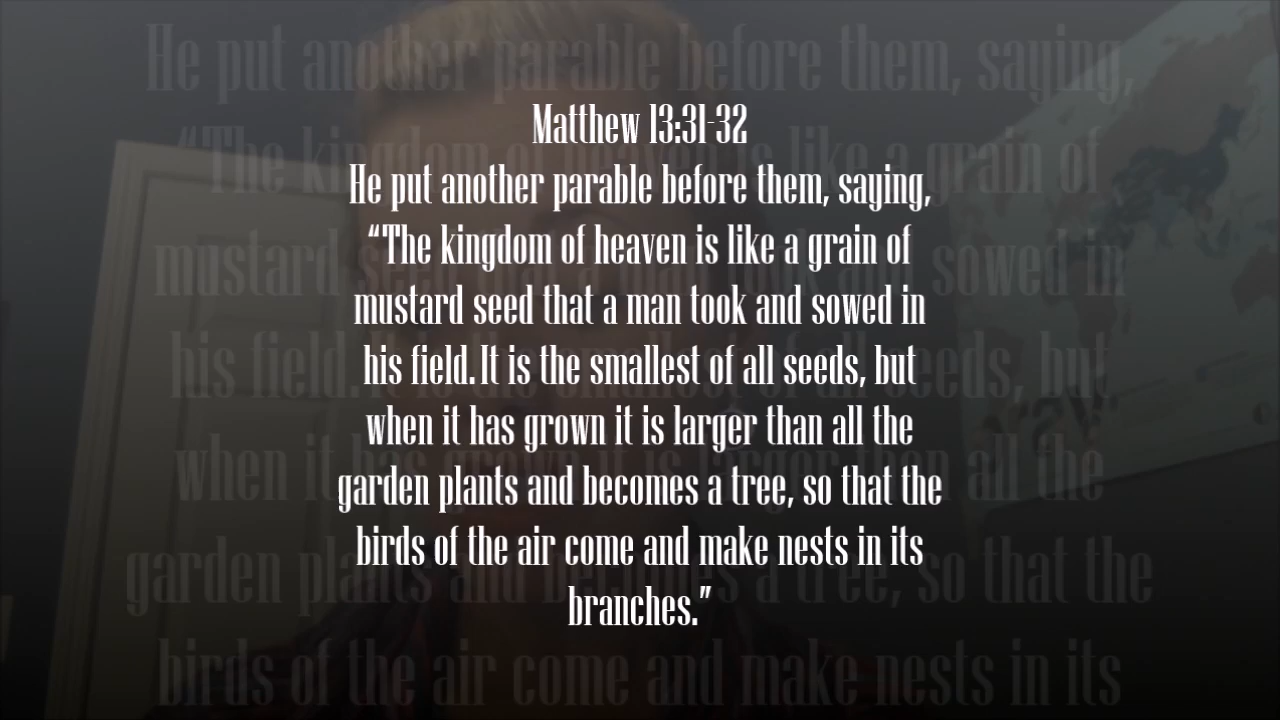 Matthew 13:31-32
He put another parable before them, saying,
“The kingdom of heaven is like a grain of
mustard seed that a man took and sowed in
his field. It is the smallest of all seeds, but
when it has grown it is larger than all the
garden plants and becomes a tree, so that the
birds of the air come and make nests in its
branches.”